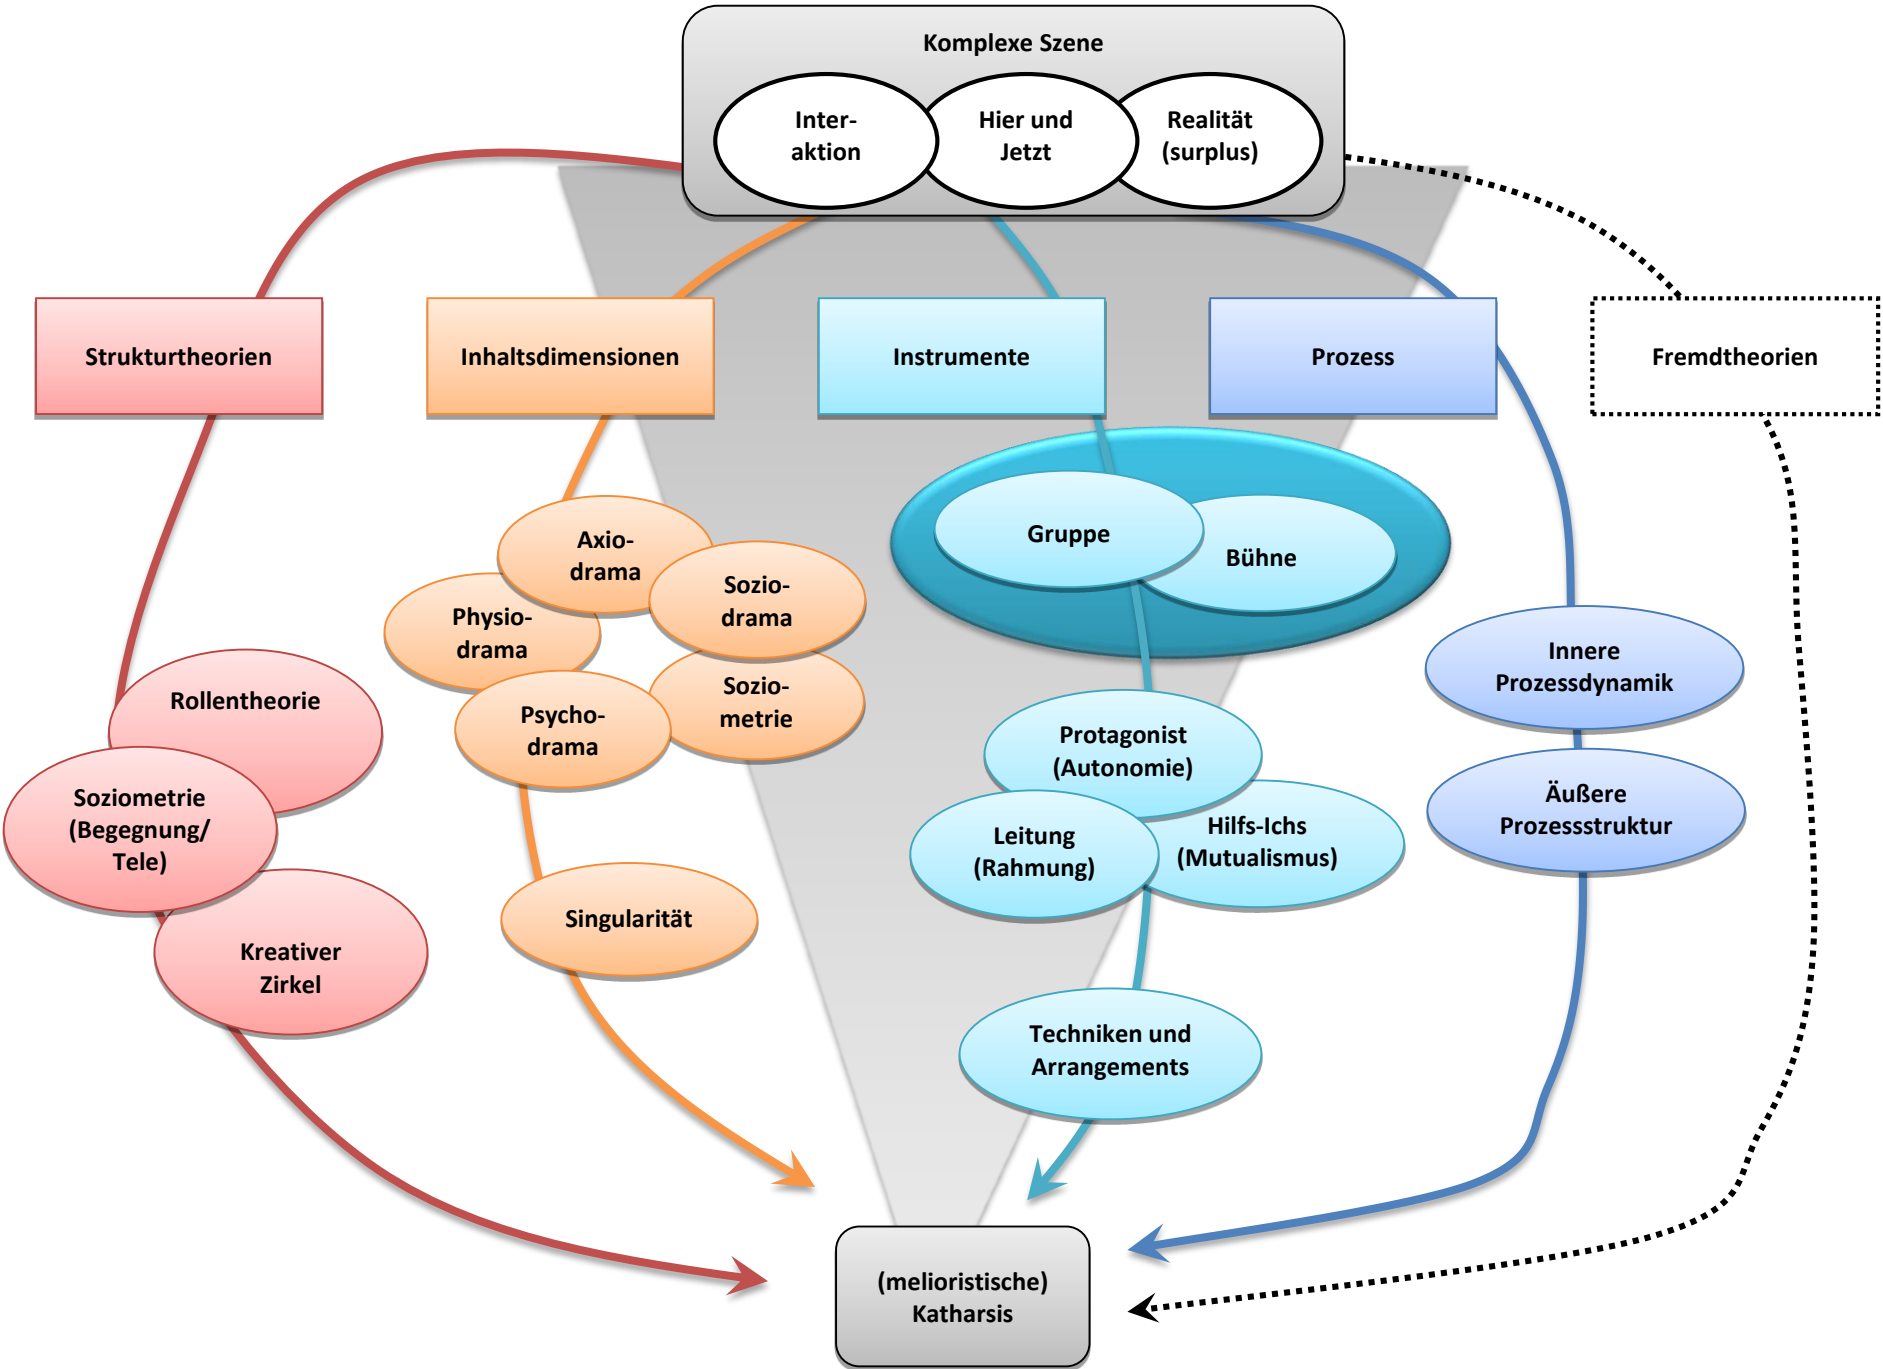 Komplexe Szene
Inter-
aktion
Hier und
Jetzt
Realität
(surplus)
Strukturtheorien
Inhaltsdimensionen
Instrumente
Prozess
Fremdtheorien
Rollentheorie
Soziometrie
(Begegnung/
Tele)
Kreativer
Zirkel
Axio-
drama
Sozio-
drama
Physio-
drama
Sozio-
metrie
Psycho-
drama
Singularität
Gruppe
Bühne
Protagonist
(Autonomie)
Leitung
(Rahmung)
Hilfs-Ichs
(Mutualismus)
Techniken und
Arrangements
Innere
Prozessdynamik
Äußere
Prozessstruktur
(melioristische)
Katharsis